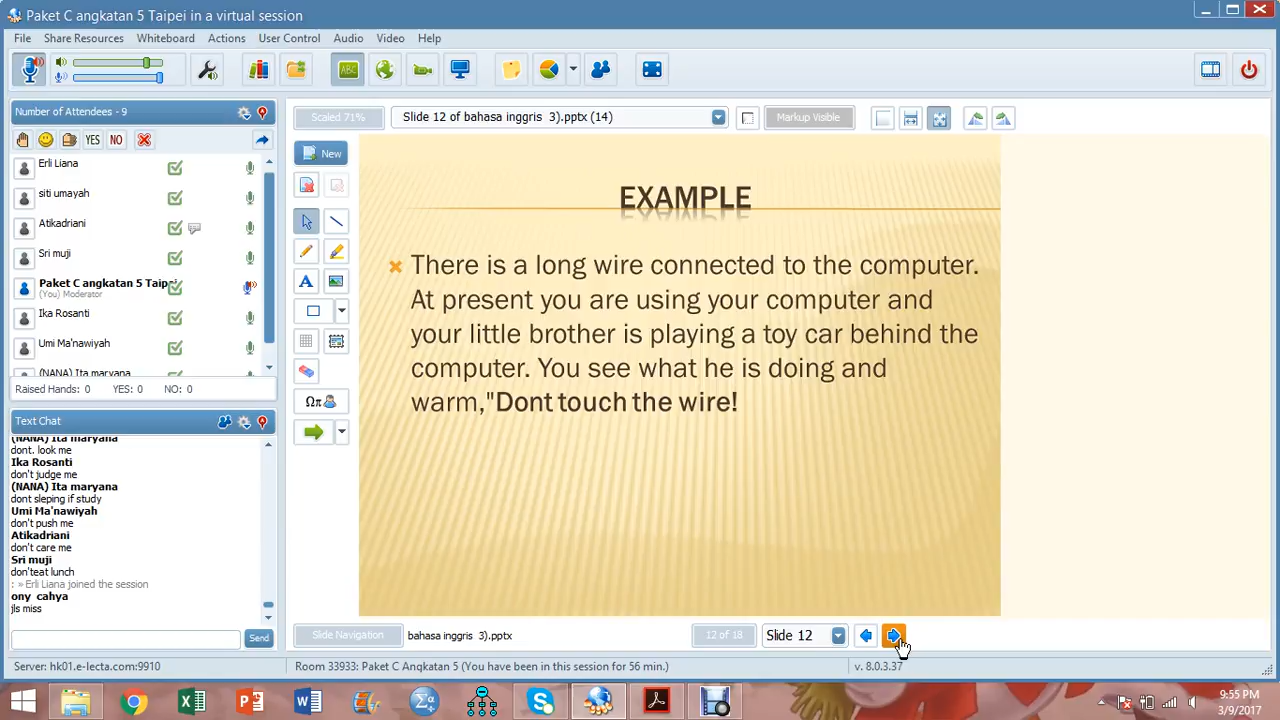 Paket C angkatan 5 Taipei in a virtual session
File Share Resources Whiteboard Actions User Control Audio Video Help
ABC
Number of Attendees - 9
YES NO
Erli Liana
siti umayah
Atikadriani
Sri muji
Paket C angkatan 5 Taip
(You) Moderator
Ika Rosanti
Umi Ma'nawiyah
(NANA) Ita maryana
Raised Hands: 0 YES: 0 NO: 0
Text Chat
(NANA) Ita maryana
dont. look me
Ika Rosanti
don't judge me
(NANA) Ita maryana
dont sleping if study
Umi Ma'nawiyah
don't push me
Atikadriani
don't care me
Sri muji
don'teat lunch
: » Erli Liana joined the session
ony cahya
jls miss
Send
Scaled 71%
Slide 12 of bahasa inggris 3).pptx (14)
Markup Visible
New
A
Ωπ
EXAMPLE
There is a long wire connected to the computer.
At present you are using your computer and
your little brother is playing a toy car behind the
computer. You see what he is doing and
warm,"Dont touch the wire!
Slide Navigation
bahasa inggris 3).pptx
12 of 18
Slide 12
Server: hk01.e-lecta.com:9910
Room 33933: Paket C Angkatan 5 (You have been in this session for 56 min.)
v. 8.0.3.37
9:55 PM
3/9/2017